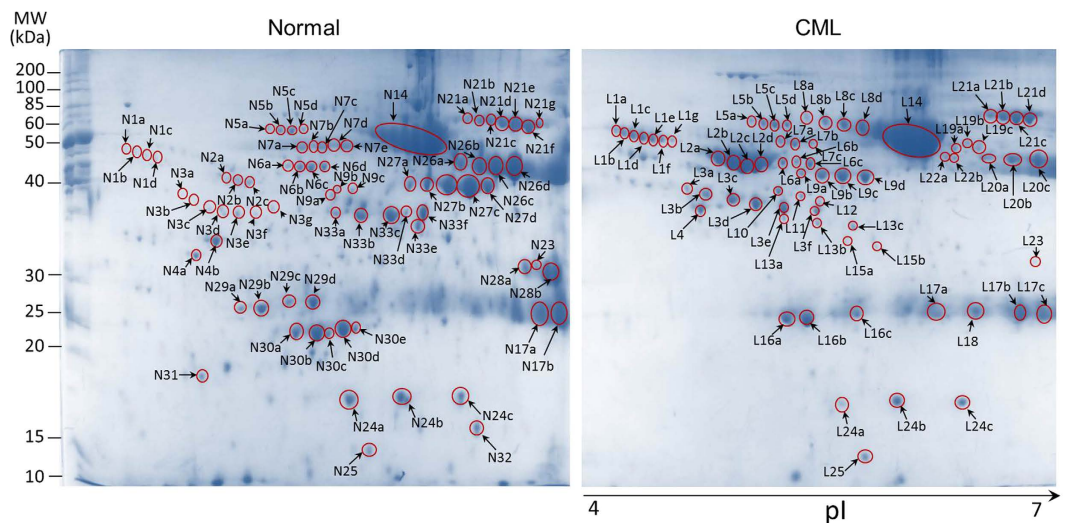 MW
(kDa)
Normal
CML
200
100
85
60
50
40
30
25
20
15
10
N1a
N1c
N1b
N1d
N2a
N2b
N2c
N3a
N3b
N3c
N3d
N3e
N3f
N3g
N4a
N4b
N5a
N5b
N5c
N5d
N6a
N6b
N6c
N6d
N7a
N7b
N7c
N7d
N7e
N9a
N9b
N9c
N14
N21a
N21b
N21c
N21d
N21e
N21f
N21g
N26a
N26b
N26c
N26d
N27a
N27b
N27c
N27d
N33a
N33b
N33c
N33d
N33e
N33f
N23
N28a
N28b
N29a
N29b
N29c
N29d
N30a
N30b
N30c
N30d
N30e
N17a
N17b
N31
N24a
N24b
N24c
N32
N25
L1a
L1c
L1e
L1g
L1b
L1d
L1f
L2a
L2b
L2c
L2d
L3a
L3b
L3c
L3d
L3e
L3f
L4
L5a
L5b
L5c
L5d
L6a
L6b
L6c
L7a
L7b
L7c
L8a
L8b
L8c
L8d
L9a
L9b
L9c
L9d
L10
L11
L12
L13a
L13b
L13c
L14
L15a
L15b
L16a
L16b
L16c
L17a
L17b
L17c
L18
L19a
L19b
L19c
L20a
L20b
L20c
L21a
L21b
L21c
L21d
L22a
L22b
L23
L24a
L24b
L24c
L25
4
pI
7